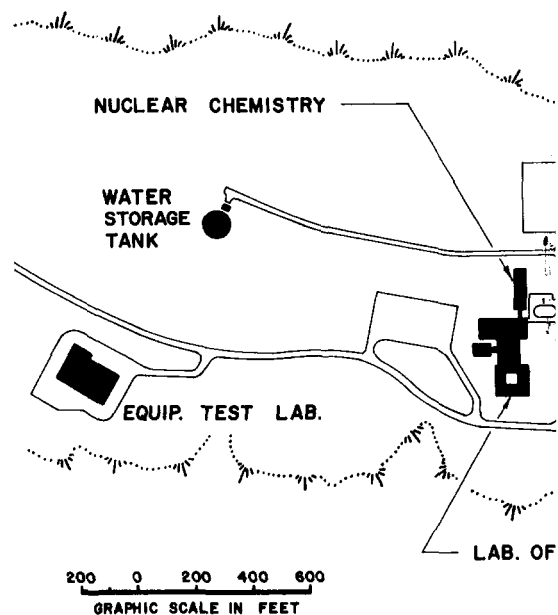 NUCLEAR CHEMISTRY
WATER
STORAGE
TANK
EQUIP. TEST LAB.
LAB. OF
200 0 200 400 600
GRAPHIC SCALE IN FEET